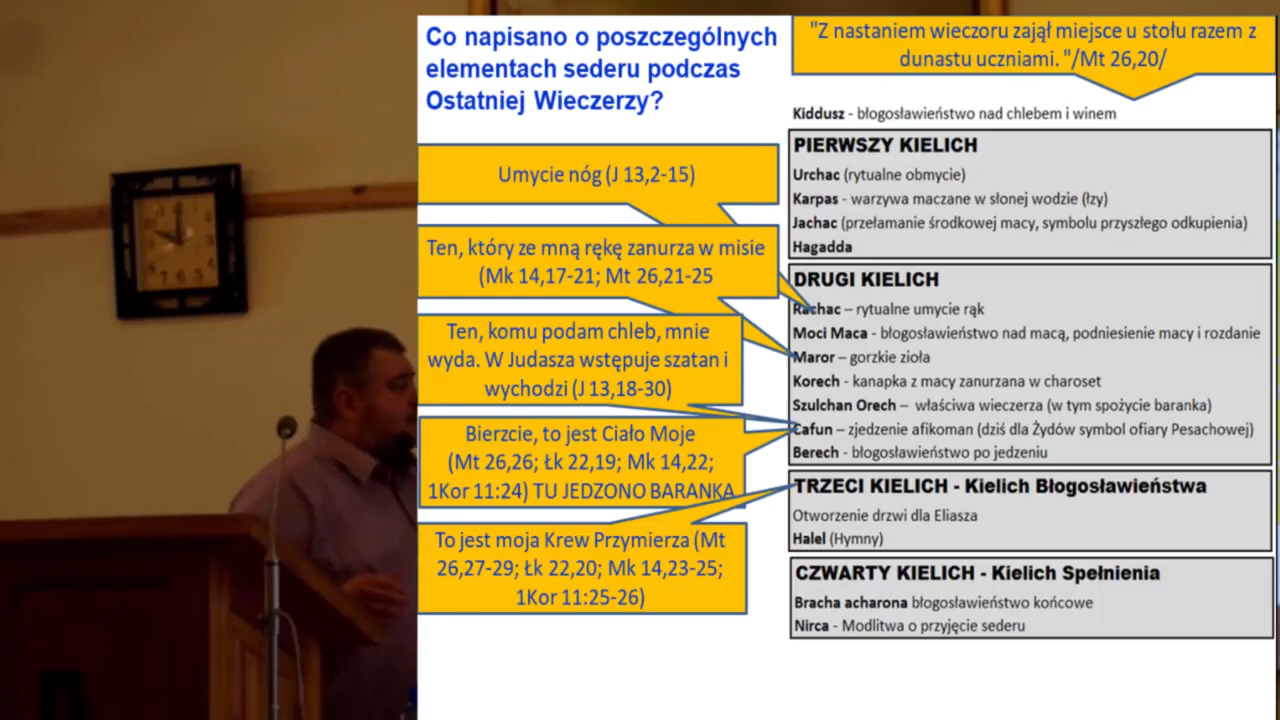 Co napisano o poszczególnych
elementach sederu podczas
Ostatniej Wieczerzy?
"Z nastaniem wieczoru zajął miejsce u stołu razem z
dunastu uczniami. "/Mt 26,20/
Umycie nóg (J 13,2-15)
Ten, który ze mną rękę zanurza w misie
(Mk 14,17-21; Mt 26,21-25
Ten, komu podam chleb, mnie
wyda. W Judasza wstępuje szatan i
wychodzi (J 13,18-30)
Bierzcie, to jest Ciało Moje
(Mt 26,26; Łk 22,19; Mk 14,22;
1Kor 11:24) TU JEDZONO BARANKA
To jest moja Krew Przymierza (Mt
26,27-29; Łk 22,20; Mk 14,23-25;
1Kor 11:25-26)
Kiddusz - błogosławieństwo nad chlebem i winem
PIERWSZY KIELICH
Urchac (rytualne obmycie)
Karpas - warzywa maczane w słonej wodzie (łzy)
Jachac (przełamanie środkowej macy, symbolu przyszłego odkupienia)
Hagadda
DRUGI KIELICH
Rachac – rytualne umycie rąk
Moci Maca - błogosławieństwo nad macą, podniesienie macy i rozdanie
Maror – gorzkie zioła
Korech - kanapka z macy zanurzana w charoset
Szulchan Orech – właściwa wieczerza (w tym spożycie baranka)
Cafun – zjedzenie afikoman (dziś dla Żydów symbol ofiary Pesachowej)
Berech - błogosławieństwo po jedzeniu
TRZECI KIELICH - Kielich Błogosławieństwa
Otworzenie drzwi dla Eliasza
Halel (Hymny)
CZWARTY KIELICH - Kielich Spełnienia
Bracha acharona błogosławieństwo końcowe
Nirca - Modlitwa o przyjęcie sederu